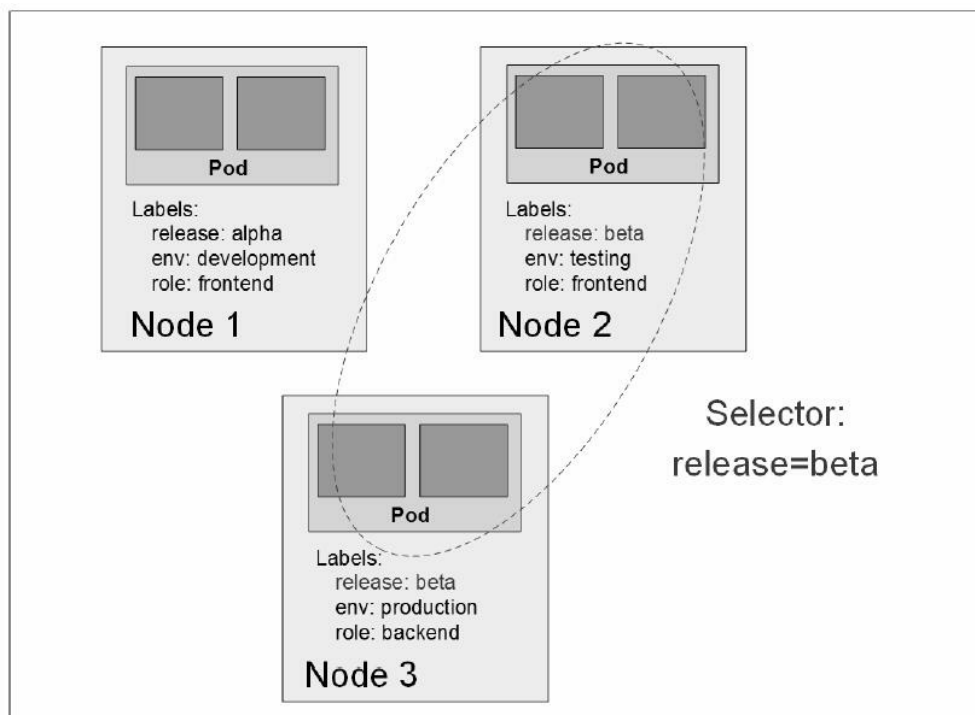 Pod
Labels:
release: alpha
env: development
role: frontend
Node 1
Pod
Labels:
release: beta
env: testing
role: frontend
Node 2
Pod
Labels:
release: beta
env: production
role: backend
Node 3
Selector:
release=beta